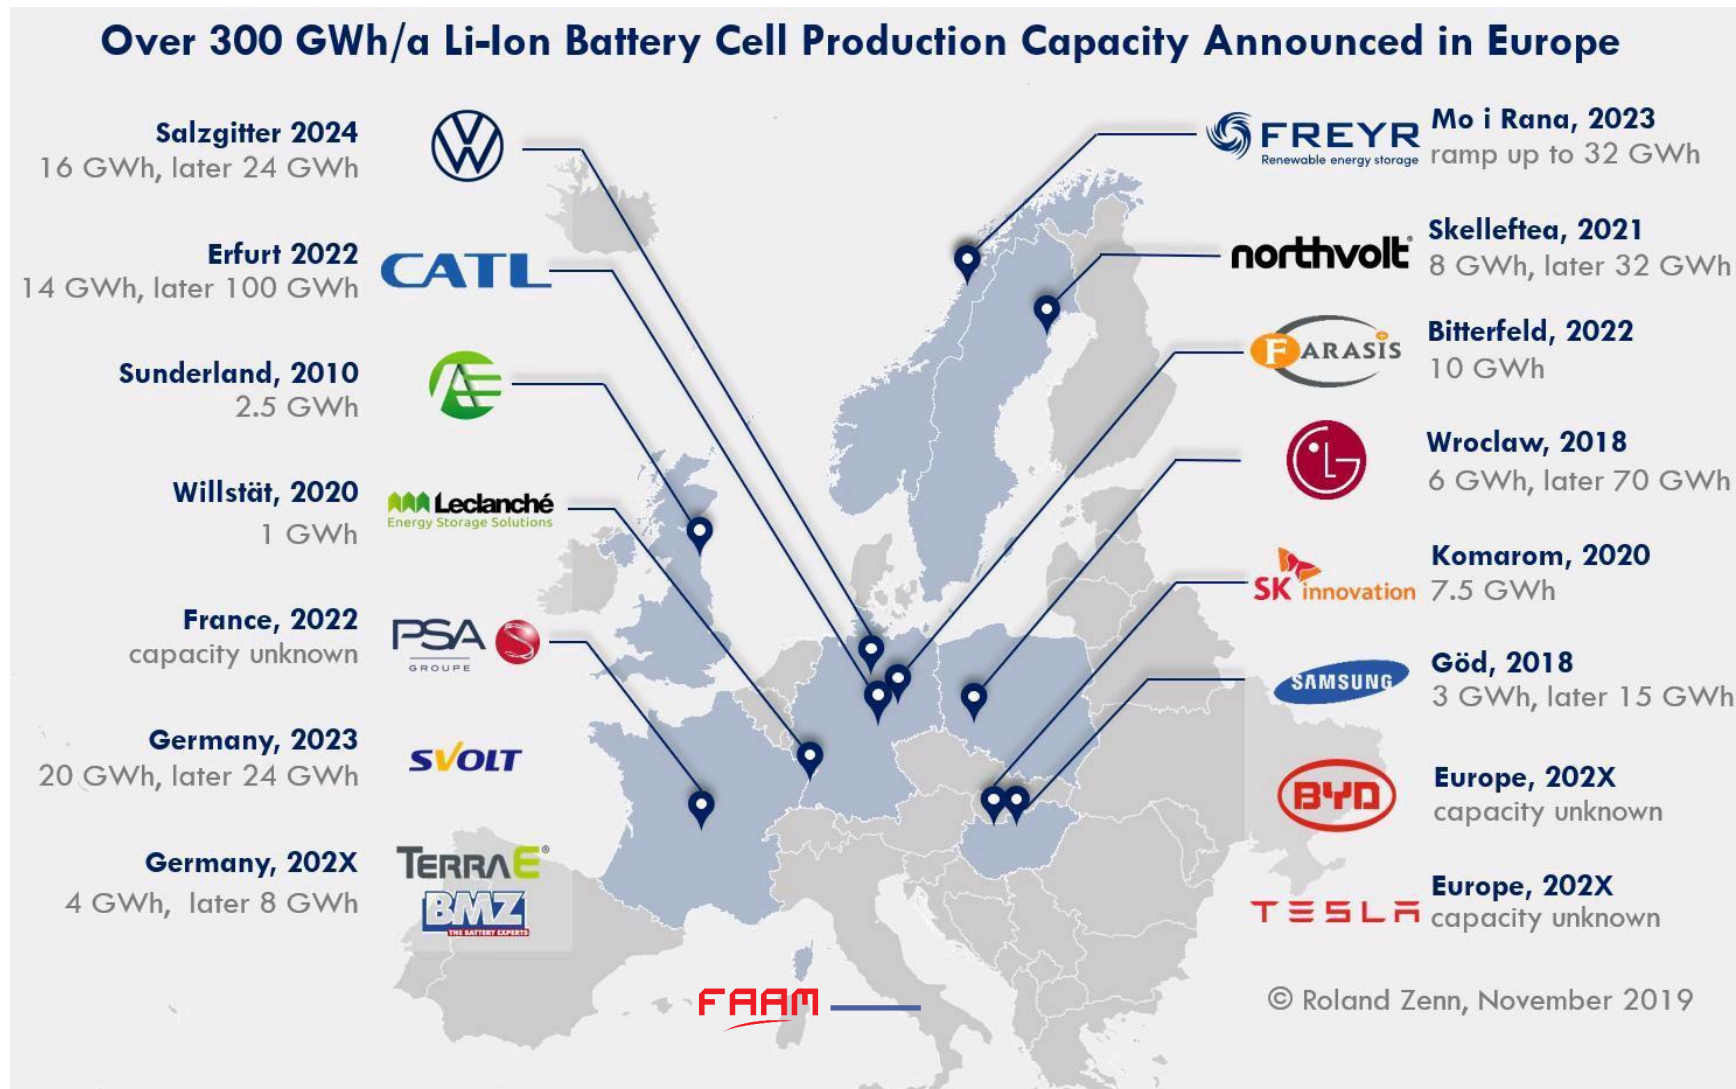 Over 300 GWh/a Li-Ion Battery Cell Production Capacity Announced in Europe
Salzgitter 2024
16 GWh, later 24 GWh
Erfurt 2022
14 GWh, later 100 GWh
CATL
Sunderland, 2010
2.5 GWh
AE
Willstät, 2020
1 GWh
Leclanché
Energy Storage Solutions
France, 2022
capacity unknown
PSA
GROUPE
Germany, 2023
20 GWh, later 24 GWh
SVOLT
Germany, 202X
4 GWh, later 8 GWh
TERRAE®
BMZ
THE BATTERY EXPERTS
FREYR
Renewable energy storage
Mo i Rana, 2023
ramp up to 32 GWh
northvolt
Skelleftea, 2021
8 GWh, later 32 GWh
FARASIS
Bitterfeld, 2022
10 GWh
LG
Wroclaw, 2018
6 GWh, later 70 GWh
SK innovation
Komarom, 2020
7.5 GWh
SAMSUNG
Göd, 2018
3 GWh, later 15 GWh
BYD
Europe, 202X
capacity unknown
TESLA
Europe, 202X
capacity unknown
FAAM
© Roland Zenn, November 2019